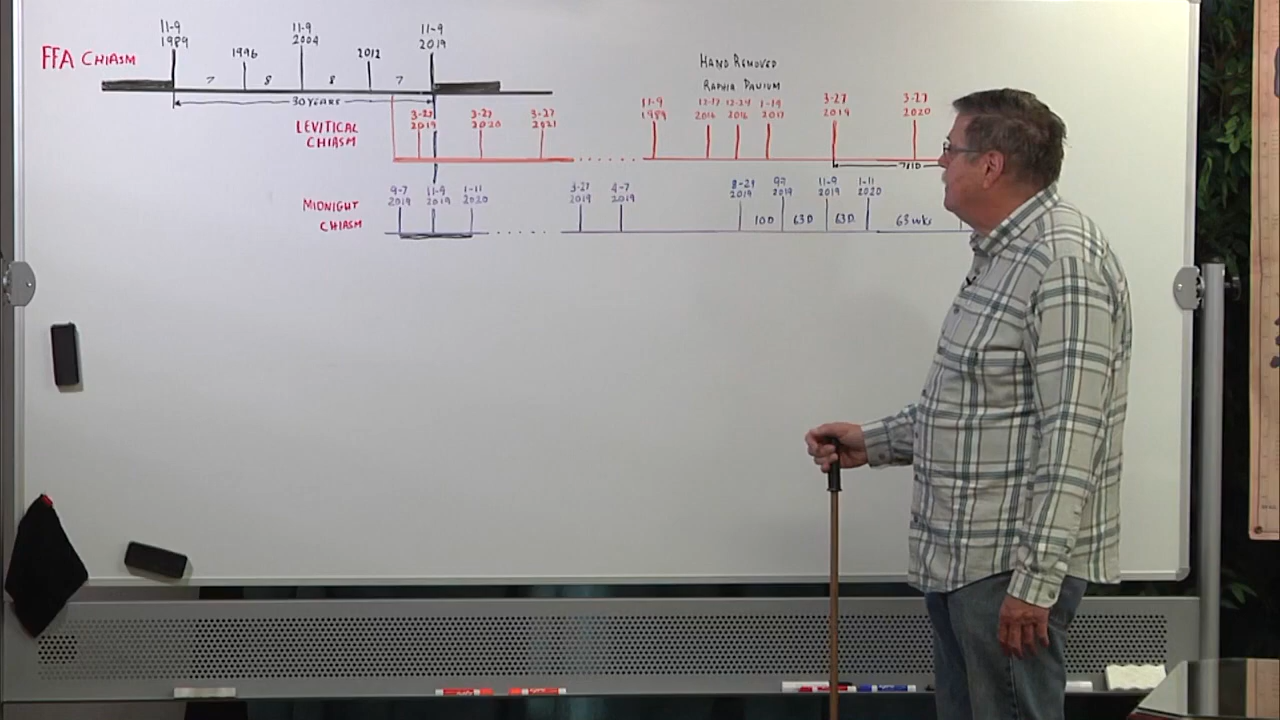 11-9 11-9 11-9
1989 1996 2004 2012 2019
FFA CHIASM
7 8 8 7
30 YEARS
HAND REMOVED
RAPHIA PANIUM
LEVITICAL
CHIASM
3-27 3-27 3-27
2019 2020 2021
11-9 12-17 12-24 1-19 3-27 3-27
1989 2016 2016 2017 2019 2020
781D
MIDNIGHT
CHIASM
9-7 11-9 1-11
2019 2019 2020
3-27 4-7
2019 2019
8-29 9-7 11-9 1-11
2019 2019 2019 2020
10D 63D 63D 63 wks